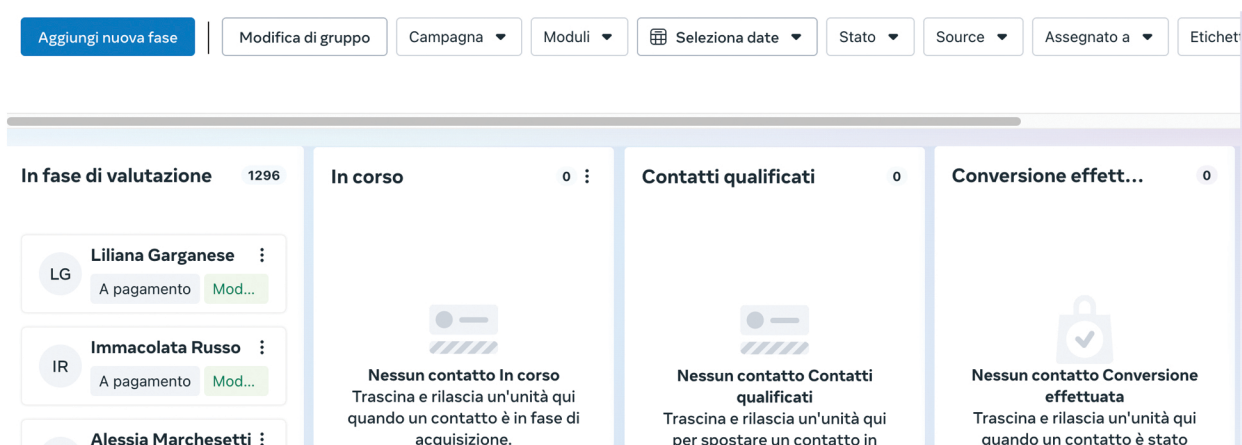 Aggiungi nuova fase
Modifica di gruppo
Campagna
Moduli
Seleziona date
Stato
Source
Assegnato a
In fase di valutazione 1296
In corso 0
Contatti qualificati 0
Conversione effett... 0
LG
Liliana Garganese
A pagamento Mod...
IR
Immacolata Russo
A pagamento Mod...
Alessia Marchesetti
Nessun contatto In corso
Trascina e rilascia un'unità qui
quando un contatto è in fase di
acquisizione.
Nessun contatto Contatti
qualificati
Trascina e rilascia un'unità qui
per spostare un contatto in
Nessun contatto Conversione
effettuata
Trascina e rilascia un'unità qui
quando un contatto è stato